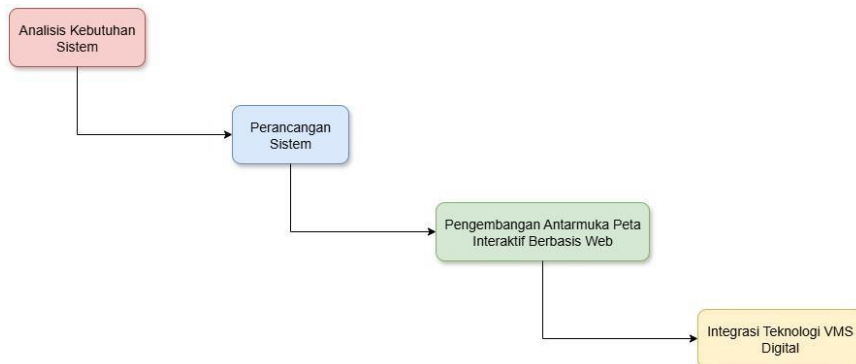 Analisis Kebutuhan
Sistem
Perancangan
Sistem
Pengembangan Antarmuka Peta
Interaktif Berbasis Web
Integrasi Teknologi VMS
Digital